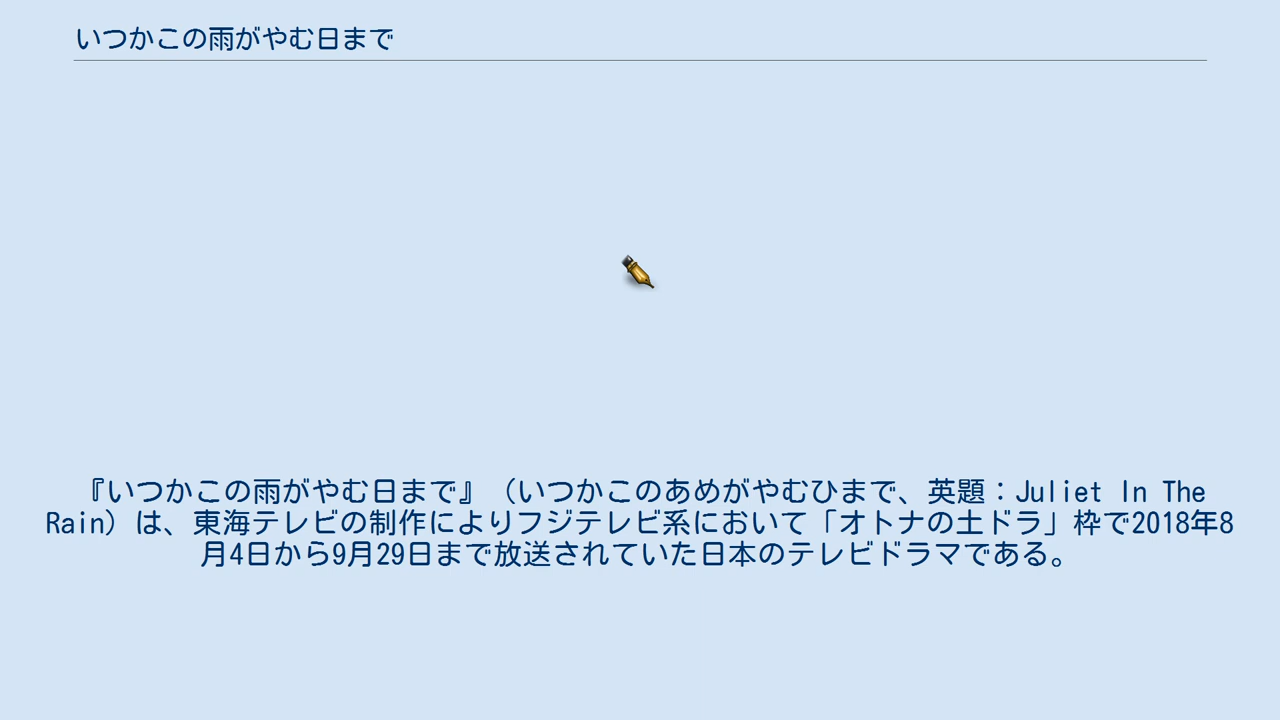 いつかこの雨がやむ日まで
『いつかこの雨がやむ日まで』（いつかこのあめがやむひまで、英題：Juliet In The
Rain）は、東海テレビの制作によりフジテレビ系において「オトナの土ドラ」枠で2018年8
月4日から9月29日まで放送されていた日本のテレビドラマである。